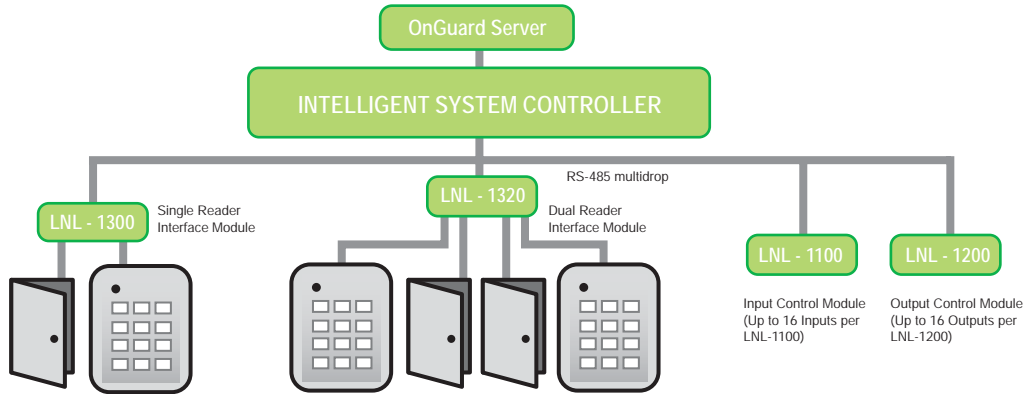 OnGuard Server
INTELLIGENT SYSTEM CONTROLLER
RS-485 multidrop
LNL - 1300
Single Reader
Interface Module
LNL - 1320
Dual Reader
Interface Module
LNL - 1100
Input Control Module
(Up to 16 Inputs per
LNL-1100)
LNL - 1200
Output Control Module
(Up to 16 Outputs per
LNL-1200)